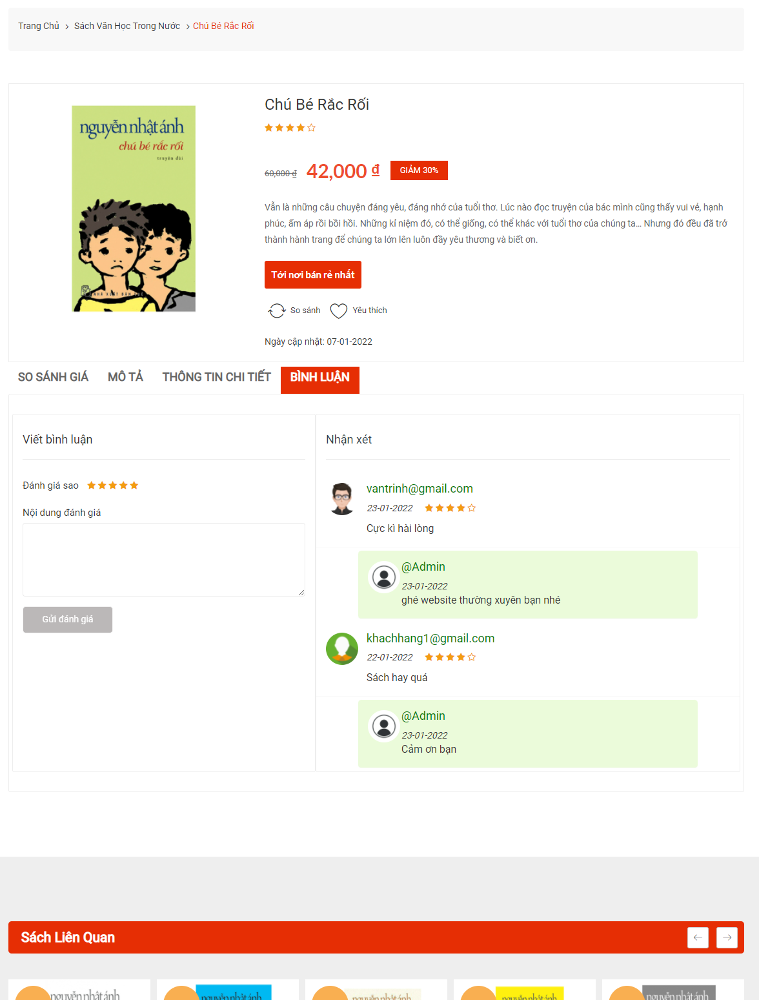 Trang Chủ > Sách Văn Học Trong Nước > Chú Bé Rắc Rối
nguyễn nhật ánh
chú bé rắc rối
truyện dài
Chú Bé Rắc Rối
60,000 ₫ 42,000 ₫ GIẢM 30%
Vẫn là những câu chuyện đáng yêu, đáng nhớ của tuổi thơ. Lúc nào đọc truyện của bác mình cũng thấy vui vẻ, hạnh
phúc, ấm áp rồi bồi hồi. Những kỉ niệm đó, có thể giống, có thể khác với tuổi thơ của chúng ta... Nhưng đó đều đã trở
thành hành trang để chúng ta lớn lên luôn đầy yêu thương và biết ơn.
Tới nơi bán rẻ nhất
So sánh Yêu thích
Ngày cập nhật: 07-01-2022
SO SÁNH GIÁ MÔ TẢ THÔNG TIN CHI TIẾT BÌNH LUẬN
Viết bình luận
Đánh giá sao
Nội dung đánh giá
Gửi đánh giá
Nhận xét
vantrinh@gmail.com
23-01-2022
Cực kì hài lòng
@Admin
23-01-2022
ghé website thường xuyên bạn nhé
khachhang1@gmail.com
22-01-2022
Sách hay quá
@Admin
23-01-2022
Cảm ơn bạn
Sách Liên Quan
nguyễn nhật ánh nguyễn nhật ánh nguyễn nhật ánh nguyễn nhật ánh nguyễn nhật ánh